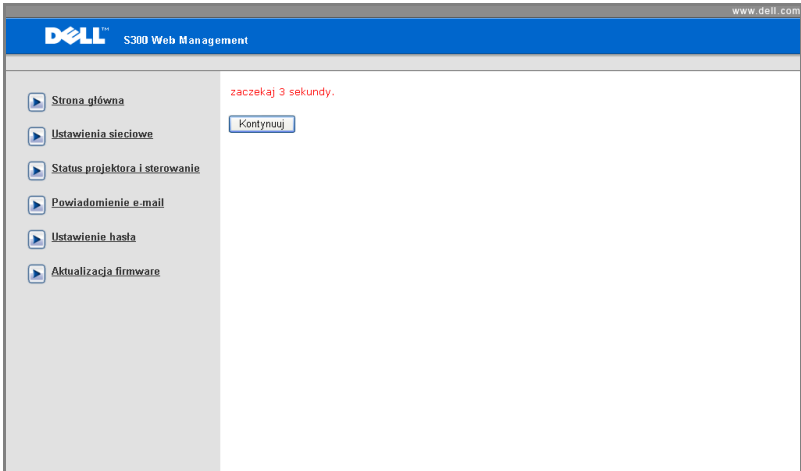 www.dell.com
DELL™ S300 Web Management
Strona główna
Ustawienia sieciowe
Status projektora i sterowanie
Powiadomienie e-mail
Ustawienie hasła
Aktualizacja firmware
zaczekaj 3 sekundy.
Kontynuuj